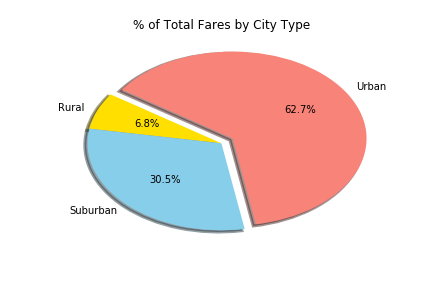 % of Total Fares by City Type
Urban
62.7%
Rural
6.8%
30.5%
Suburban